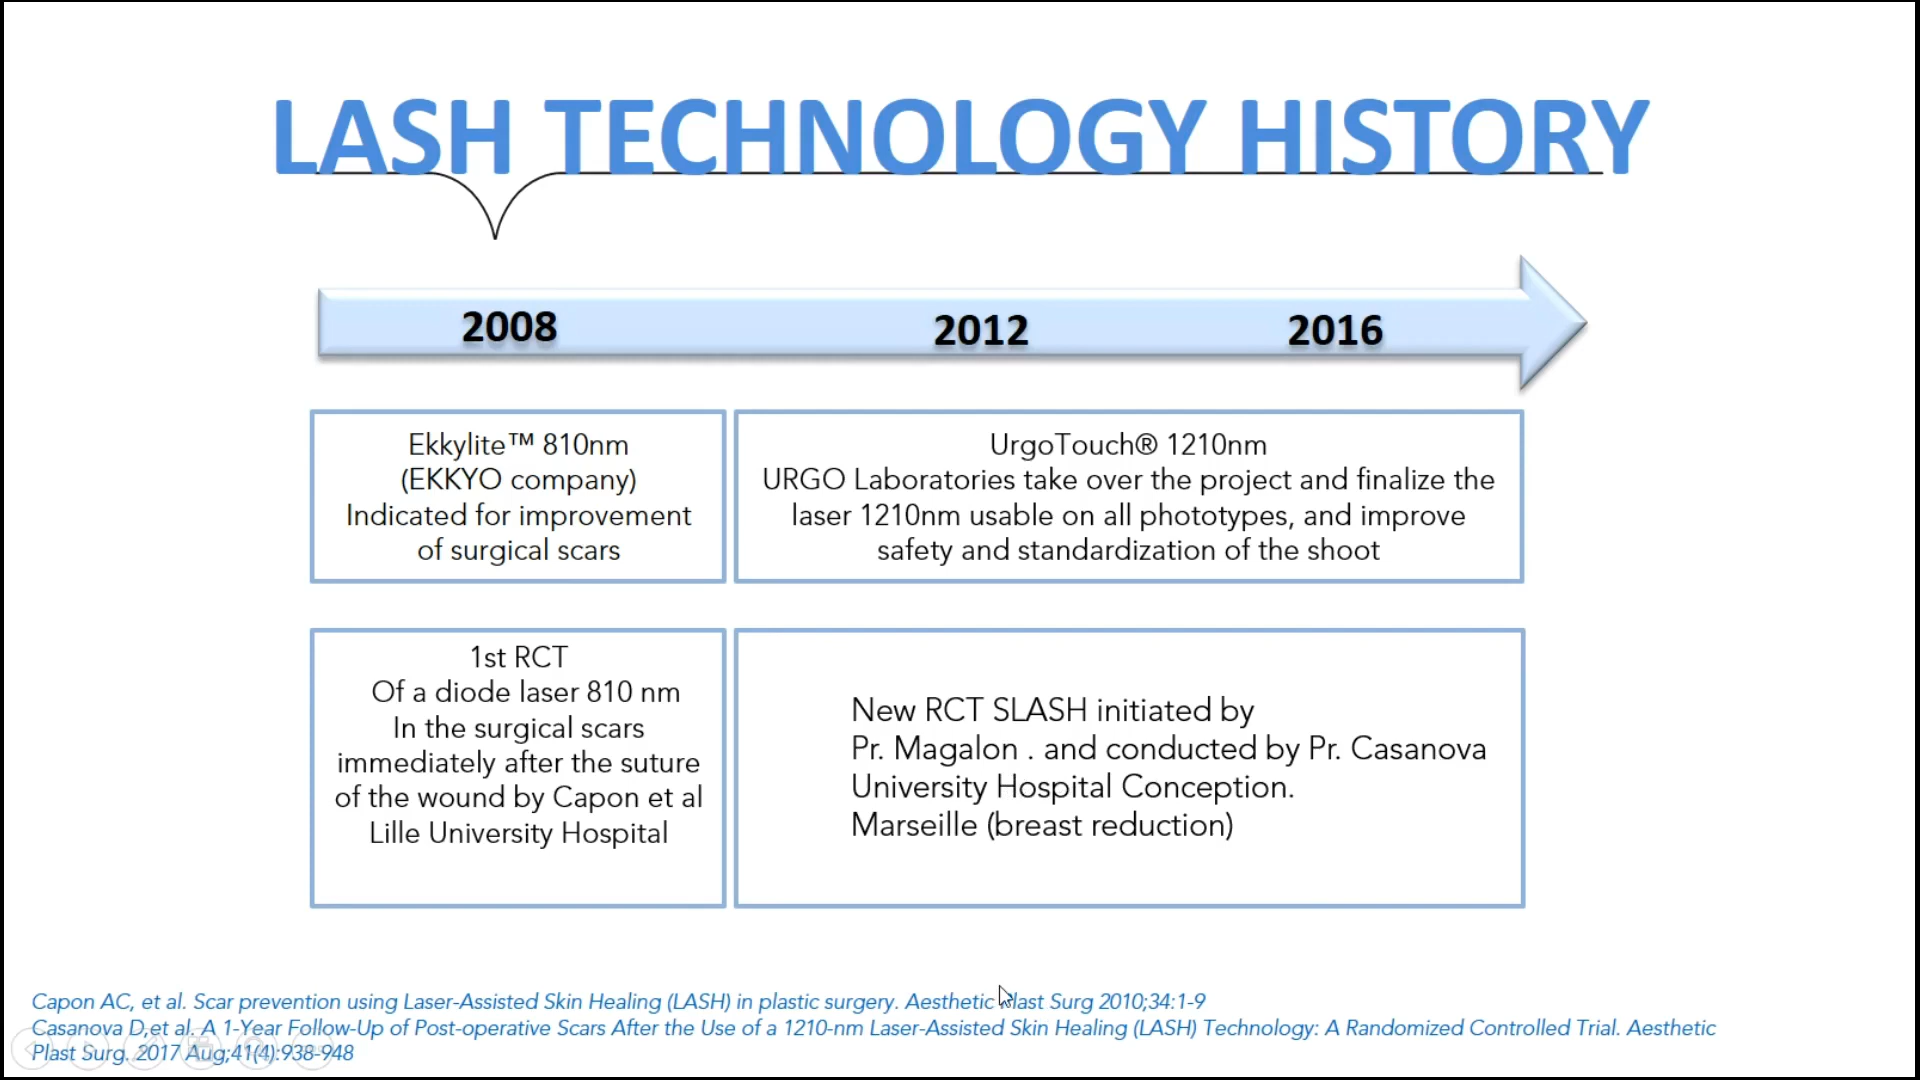 LASH TECHNOLOGY HISTORY
2008 2012 2016
Ekkylite™ 810nm
(EKKYO company)
Indicated for improvement
of surgical scars
UrgoTouch® 1210nm
URGO Laboratories take over the project and finalize the
laser 1210nm usable on all phototypes, and improve
safety and standardization of the shoot
1st RCT
Of a diode laser 810 nm
In the surgical scars
immediately after the suture
of the wound by Capon et al
Lille University Hospital
New RCT SLASH initiated by
Pr. Magalon . and conducted by Pr. Casanova
University Hospital Conception.
Marseille (breast reduction)
Capon AC, et al. Scar prevention using Laser-Assisted Skin Healing (LASH) in plastic surgery. Aesthetic Plast Surg 2010;34:1-9
Casanova D,et al. A 1-Year Follow-Up of Post-operative Scars After the Use of a 1210-nm Laser-Assisted Skin Healing (LASH) Technology: A Randomized Controlled Trial. Aesthetic
Plast Surg. 2017 Aug;41(4):938-948